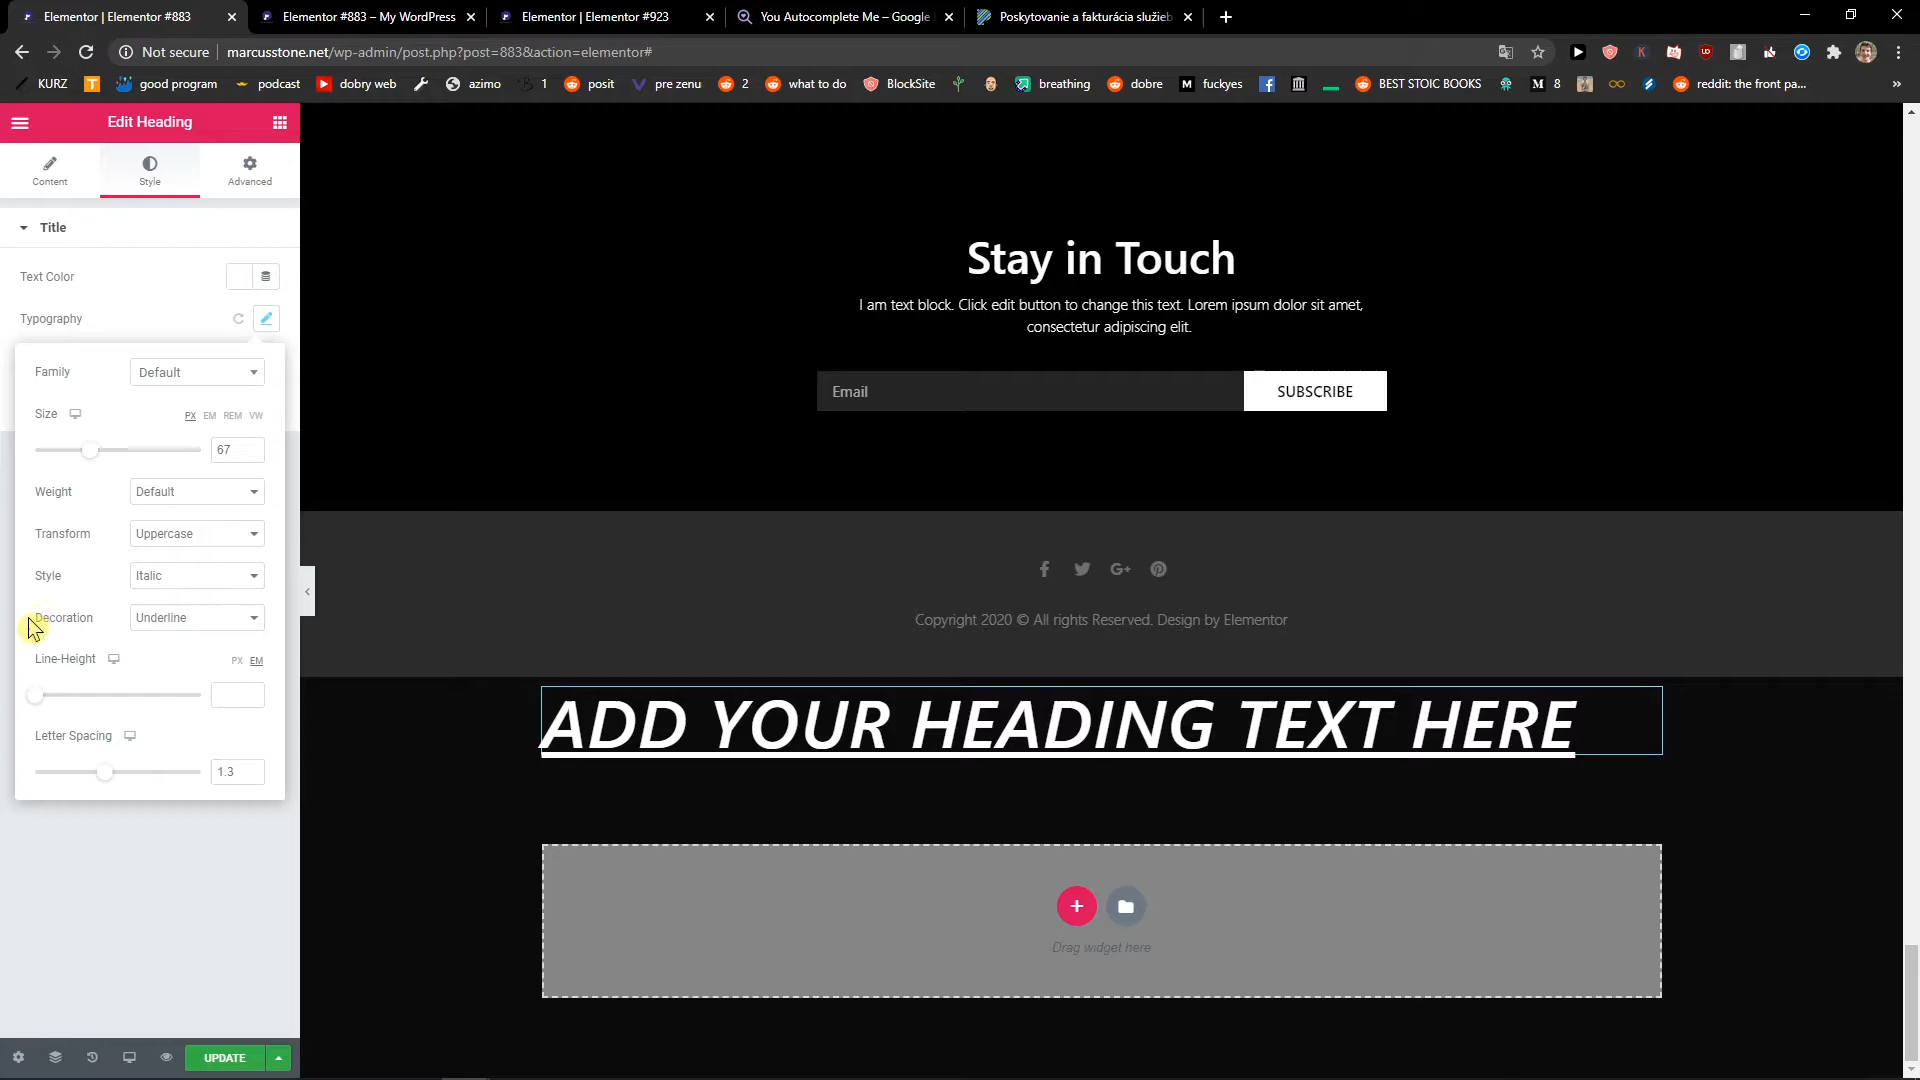 Elementor | Elementor #883
Elementor #883 – My WordPress
Elementor | Elementor #923
You Autocomplete Me – Google
Poskytovanie a fakturácia služieb
Not secure
marcusstone.net/wp-admin/post.php?post=883&action=elementor#
KURZ
T
good program
podcast
dobry web
azimo
1
posit
pre zenu
2
what to do
BlockSite
breathing
dobre
fuckyes
BEST STOIC BOOKS
8
reddit: the front pa...
»
Edit Heading
Content
Style
Advanced
Title
Text Color
Typography
Family
Default
Size
PX EM REM VW
67
Weight
Default
Transform
Uppercase
Style
Italic
Decoration
Underline
Line-Height
PX EM
Letter Spacing
1.3
UPDATE
Stay in Touch
I am text block. Click edit button to change this text. Lorem ipsum dolor sit amet,
consectetur adipiscing elit.
Email
SUBSCRIBE
Copyright 2020 © All rights Reserved. Design by Elementor
ADD YOUR HEADING TEXT HERE
Drag widget here